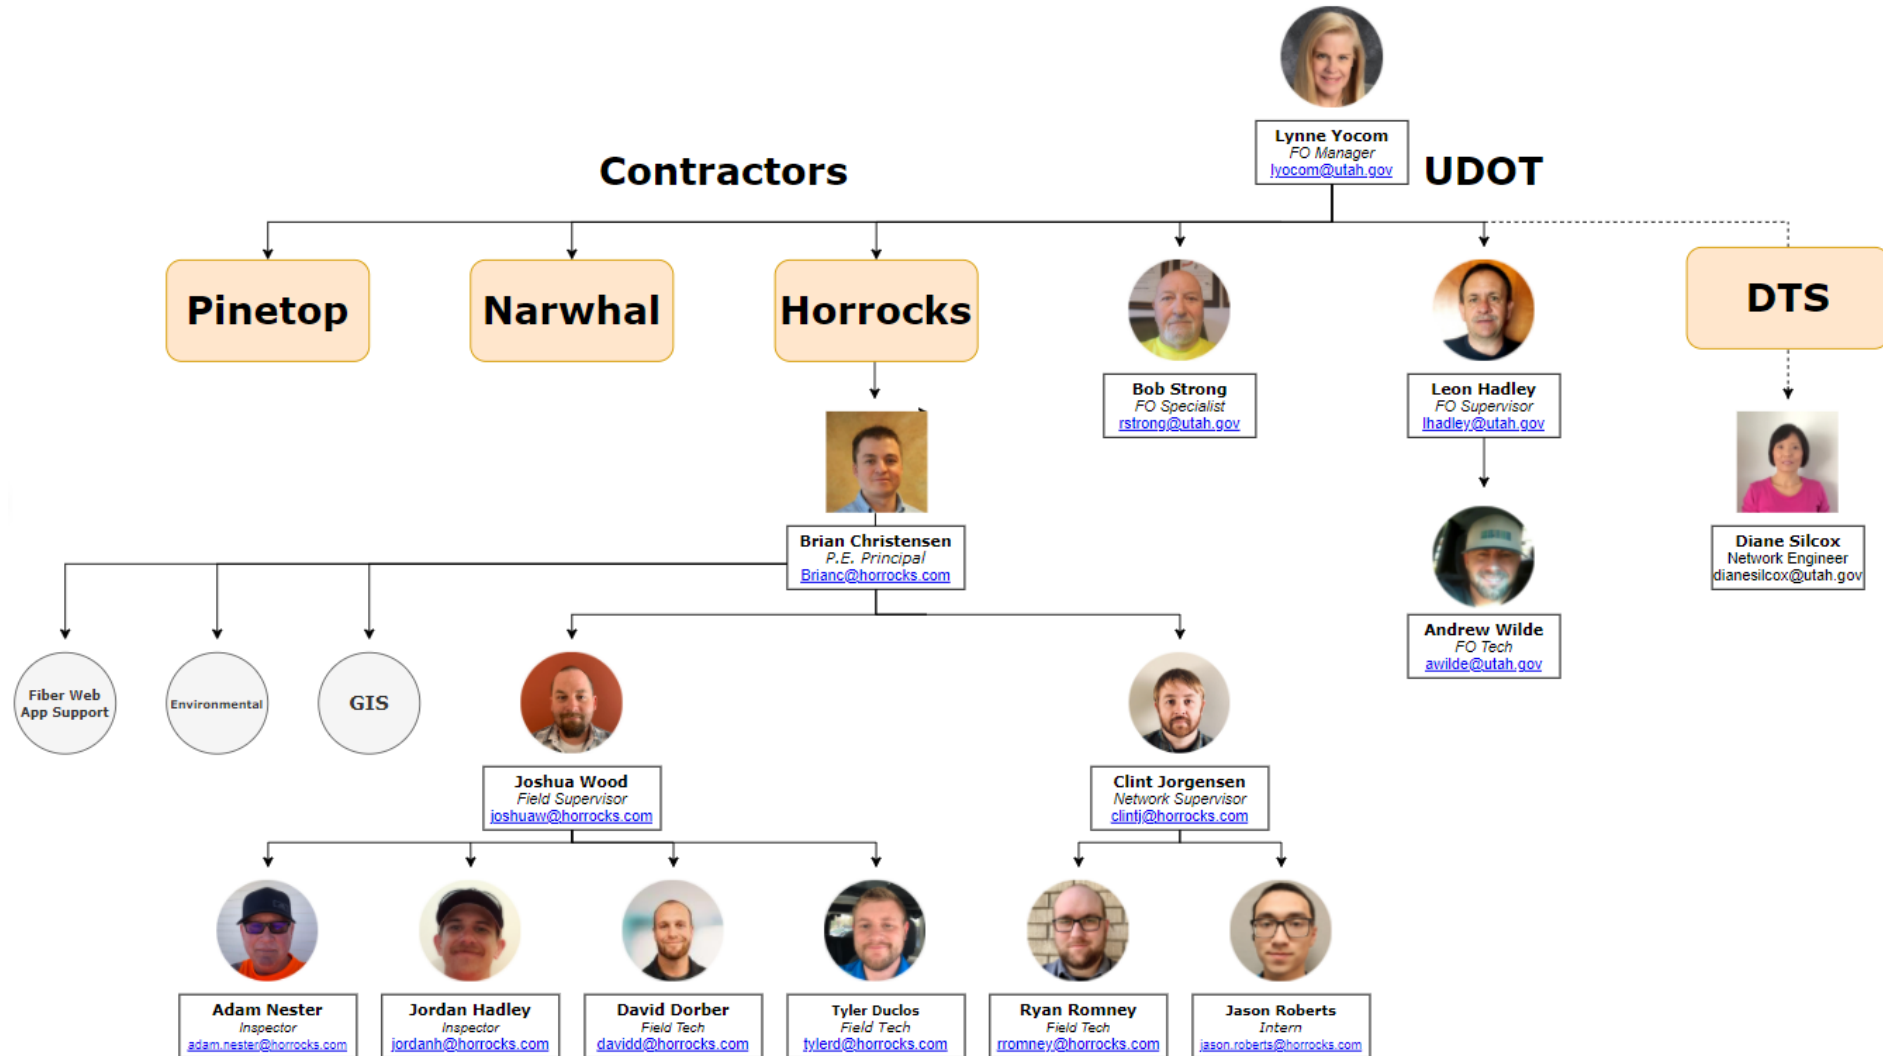 Lynne Yocom
FO Manager
lyocom@utah.gov
Contractors
UDOT
Pinetop
Narwhal
Horrocks
DTS
Bob Strong
FO Specialist
rstrong@utah.gov
Leon Hadley
FO Supervisor
lhadley@utah.gov
Brian Christensen
P.E. Principal
Brianc@horrocks.com
Diane Silcox
Network Engineer
dianesilcox@utah.gov
Andrew Wilde
FO Tech
awilde@utah.gov
Fiber Web
App Support
Environmental
GIS
Joshua Wood
Field Supervisor
joshuaw@horrocks.com
Clint Jorgensen
Network Supervisor
clintj@horrocks.com
Adam Nester
Inspector
adam.nester@horrocks.com
Jordan Hadley
Inspector
jordanh@horrocks.com
David Dorber
Field Tech
davidd@horrocks.com
Tyler Duclos
Field Tech
tylerd@horrocks.com
Ryan Romney
Field Tech
rromney@horrocks.com
Jason Roberts
Intern
jason.roberts@horrocks.com